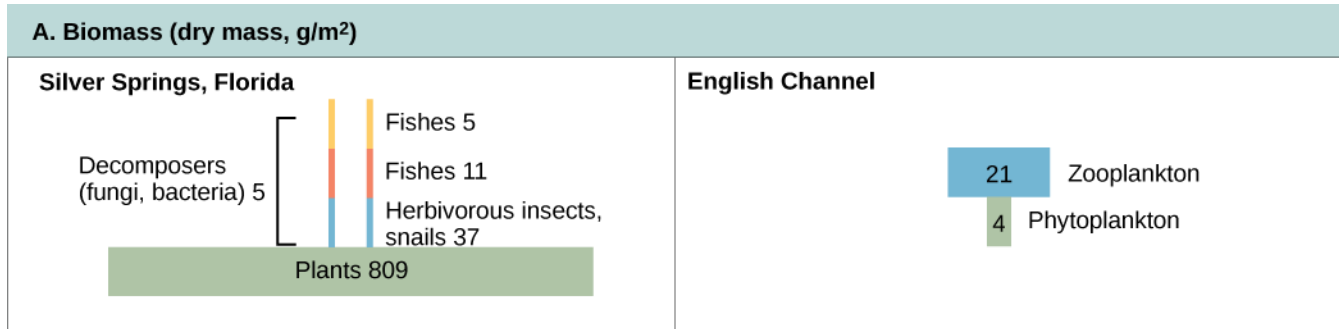 A. Biomass (dry mass, g/m²)
Silver Springs, Florida
Decomposers
(fungi, bacteria) 5
Fishes 5
Fishes 11
Herbivorous insects,
snails 37
Plants 809
English Channel
21 Zooplankton
4 Phytoplankton